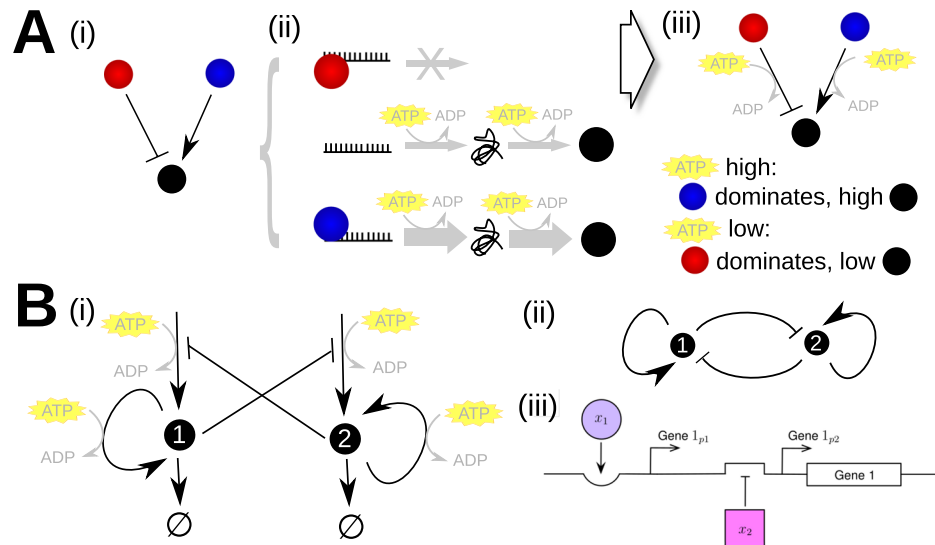 A
(i)
(ii)
ATP
ADP
ATP
ADP
ATP
ADP
ATP
ADP
(iii)
ATP
ADP
ATP
ADP
ATP high:
dominates, high
ATP low:
dominates, low
B
(i)
ATP
ADP
ATP
ADP
ATP
ADP
ATP
ADP
1
2
∅
∅
(ii)
1
2
(iii)
x₁
Gene 1ₚ₁
Gene 1ₚ₂
Gene 1
x₂